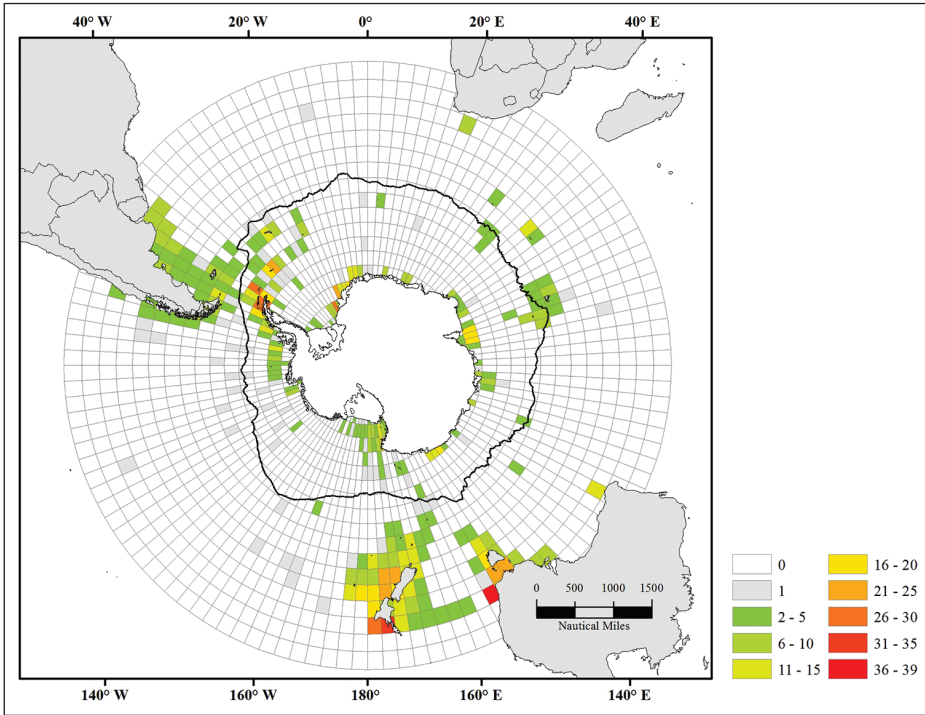 40° W 20° W 0° 20° E 40° E
0 16 - 20
1 21 - 25
2 - 5 26 - 30
6 - 10 31 - 35
11 - 15 36 - 39
0 500 1000 1500
Nautical Miles
140° W 160° W 180° 160° E 140° E